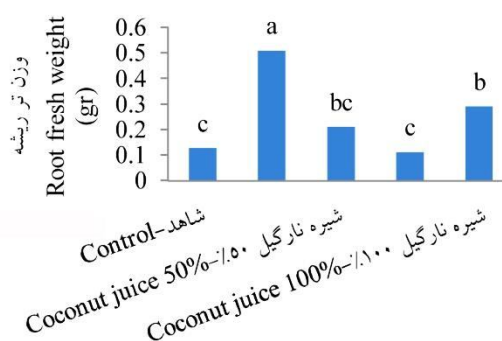 وزن تر ریشه
Root fresh weight
(gr)
0.6
0.5
0.4
0.3
0.2
0.1
0
c
a
bc
c
b
Control-شاهد
Coconut juice 50%-٪۵۰ شیره نارگیل
Coconut juice 100%-٪۱۰۰ شیره نارگیل